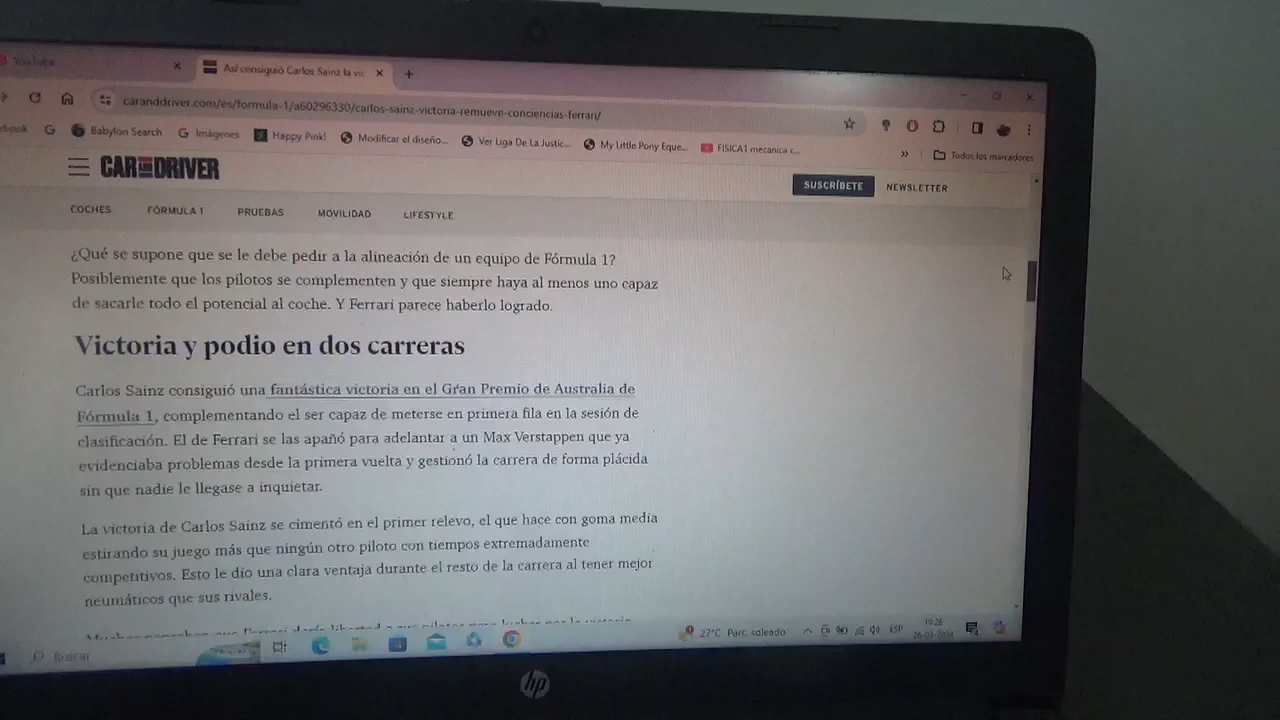 YouTube
Así consiguió Carlos Sainz la vic
caranddriver.com/es/formula-1/a60296330/carlos-sainz-victoria-remueve-conciencias-ferrari/
Babylon Search
Imágenes
Happy Pink!
Modificar el diseño...
Ver Liga De La Justic...
My Little Pony Eque...
FISICA1 mecanica c...
Todos los marcadores
CAR AND DRIVER
SUSCRÍBETE
NEWSLETTER
COCHES
FÓRMULA 1
PRUEBAS
MOVILIDAD
LIFESTYLE
¿Qué se supone que se le debe pedir a la alineación de un equipo de Fórmula 1?
Posiblemente que los pilotos se complementen y que siempre haya al menos uno capaz
de sacarle todo el potencial al coche. Y Ferrari parece haberlo logrado.
Victoria y podio en dos carreras
Carlos Sainz consiguió una fantástica victoria en el Gran Premio de Australia de
Fórmula 1, complementando el ser capaz de meterse en primera fila en la sesión de
clasificación. El de Ferrari se las apañó para adelantar a un Max Verstappen que ya
evidenciaba problemas desde la primera vuelta y gestionó la carrera de forma plácida
sin que nadie le llegase a inquietar.
La victoria de Carlos Sainz se cimentó en el primer relevo, el que hace con goma media
estirando su juego más que ningún otro piloto con tiempos extremadamente
competitivos. Esto le dio una clara ventaja durante el resto de la carrera al tener mejor
neumáticos que sus rivales.
Buscar
27°C Parc. soleado
ESP
19:28
26-03-2024
hp